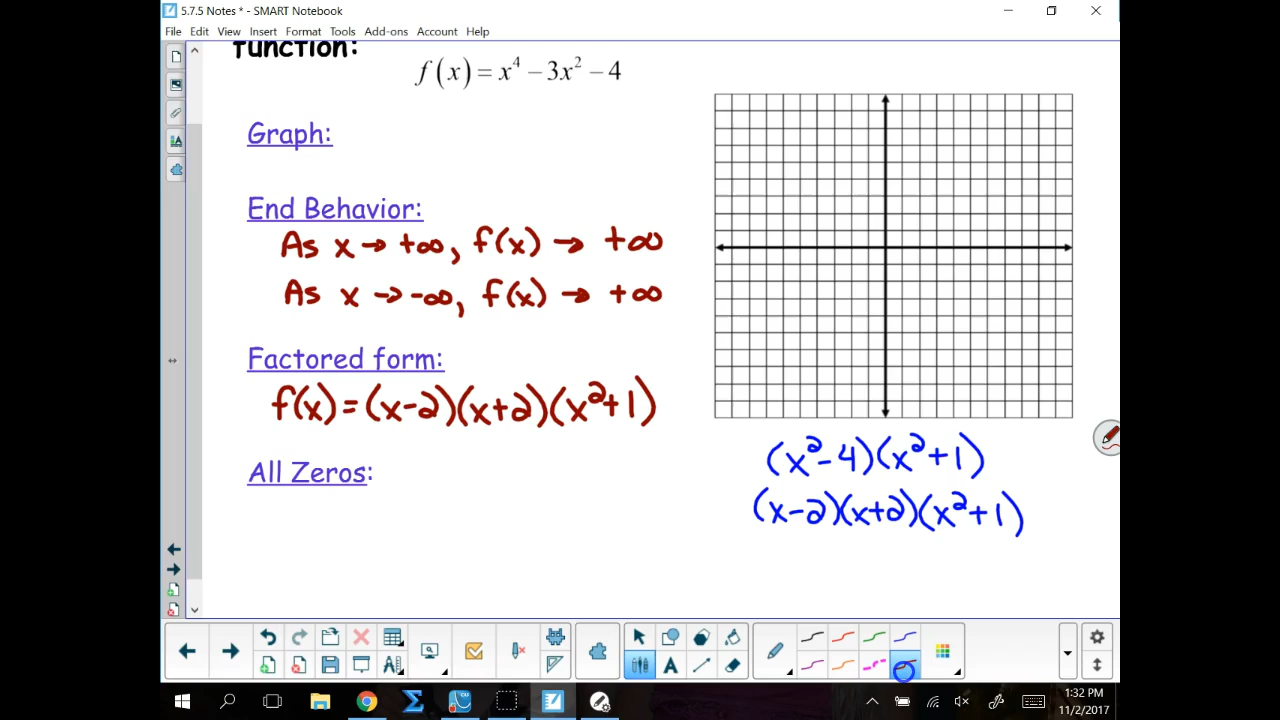 5.7.5 Notes * - SMART Notebook
File Edit View Insert Format Tools Add-ons Account Help
function:
f(x) = x⁴ − 3x² − 4
Graph:
End Behavior:
As x → +∞, f(x) → +∞
As x → -∞, f(x) → +∞
Factored form:
f(x) = (x-2)(x+2)(x²+1)
(x²-4)(x²+1)
All Zeros:
(x-2)(x+2)(x²+1)
1:32 PM
11/2/2017